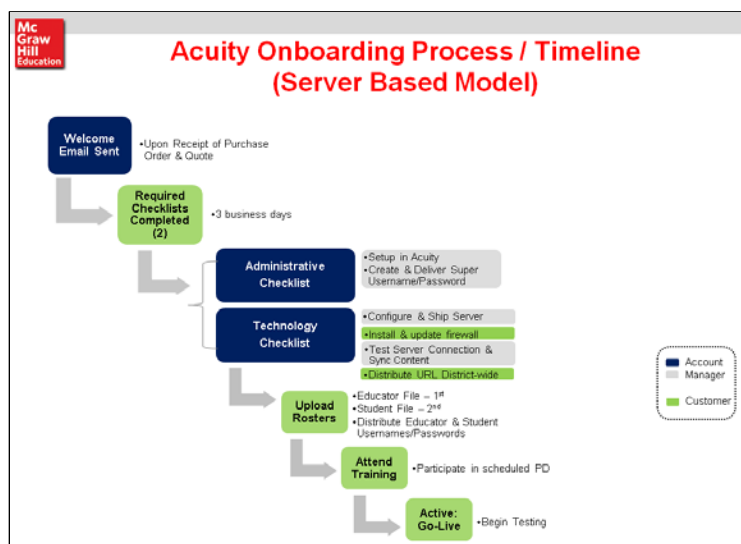 Mc
Graw
Hill
Education
Acuity Onboarding Process / Timeline
(Server Based Model)
Welcome
Email Sent
•Upon Receipt of Purchase
Order & Quote
Required
Checklists
Completed
(2)
•3 business days
Administrative
Checklist
•Setup in Acuity
•Create & Deliver Super
Username/Password
Technology
Checklist
•Configure & Ship Server
•Install & update firewall
•Test Server Connection &
Sync Content
•Distribute URL District-wide
Upload
Rosters
•Educator File – 1st
•Student File – 2nd
•Distribute Educator & Student
Usernames/Passwords
Attend
Training
•Participate in scheduled PD
Active:
Go-Live
•Begin Testing
Account
Manager
Customer